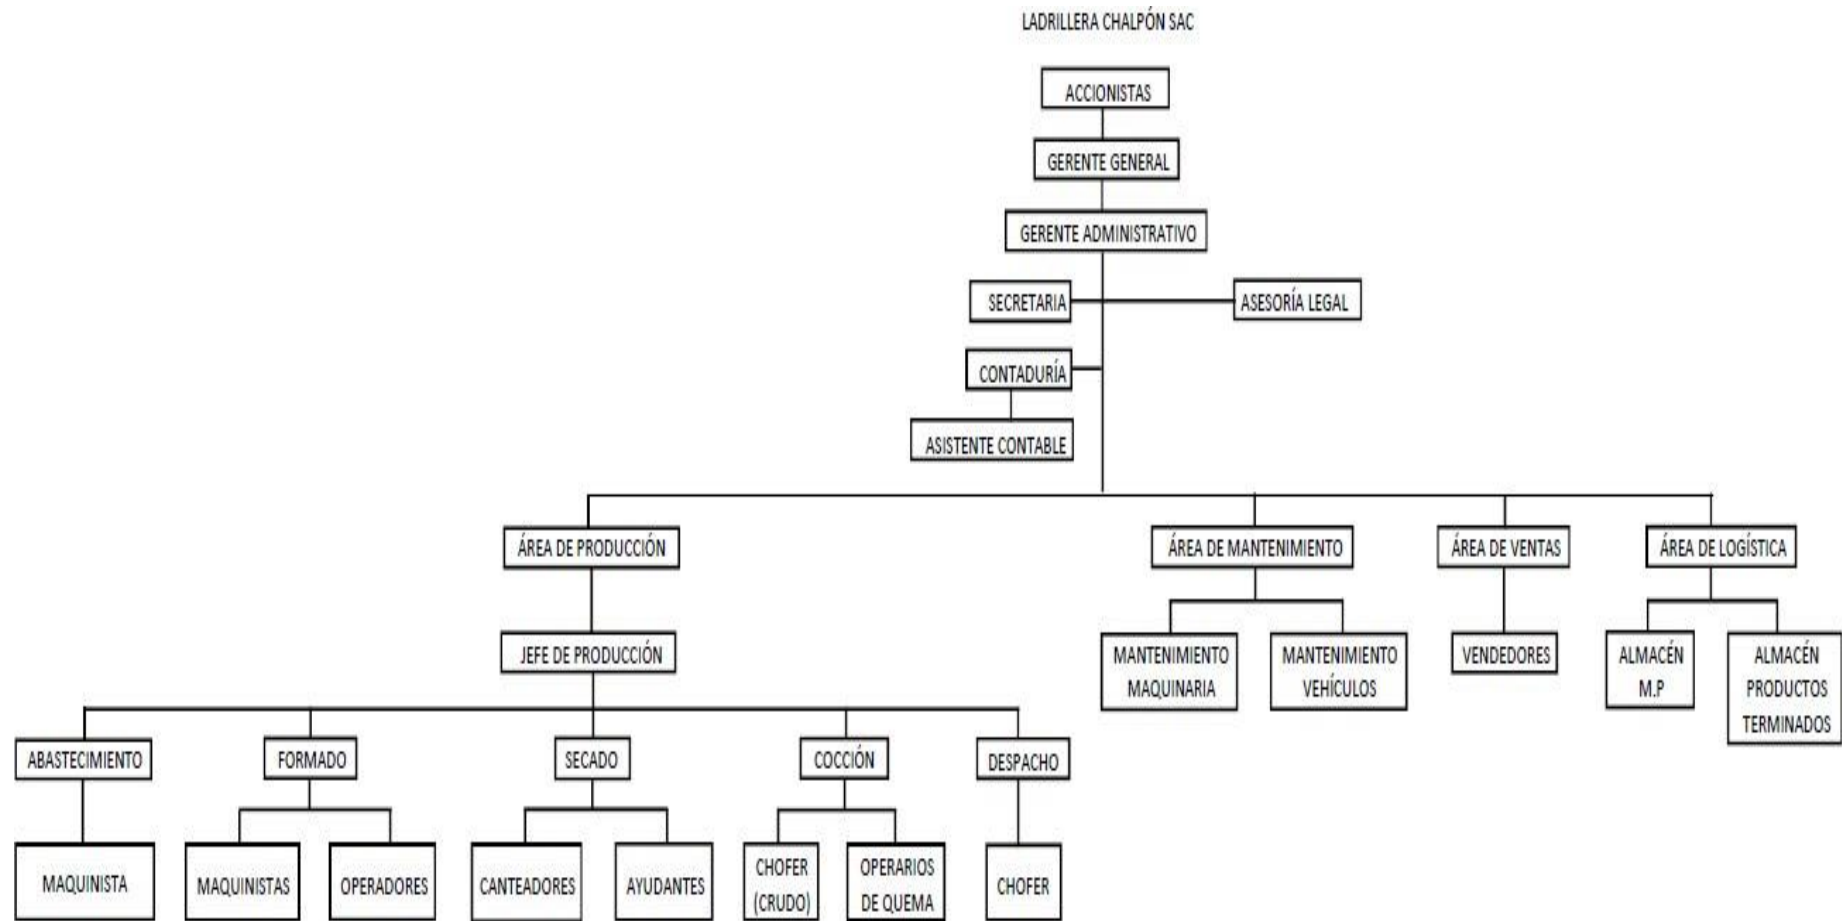 LADRILLERA CHALPÓN SAC
ACCIONISTAS
GERENTE GENERAL
GERENTE ADMINISTRATIVO
SECRETARIA
ASESORÍA LEGAL
CONTADURÍA
ASISTENTE CONTABLE
ÁREA DE PRODUCCIÓN
ÁREA DE MANTENIMIENTO
ÁREA DE VENTAS
ÁREA DE LOGÍSTICA
JEFE DE PRODUCCIÓN
MANTENIMIENTO
MAQUINARIA
MANTENIMIENTO
VEHÍCULOS
VENDEDORES
ALMACÉN
M.P
ALMACÉN
PRODUCTOS
TERMINADOS
ABASTECIMIENTO
FORMADO
SECADO
COCCIÓN
DESPACHO
MAQUINISTA
MAQUINISTAS
OPERADORES
CANTEADORES
AYUDANTES
CHOFER
(CRUDO)
OPERARIOS
DE QUEMA
CHOFER